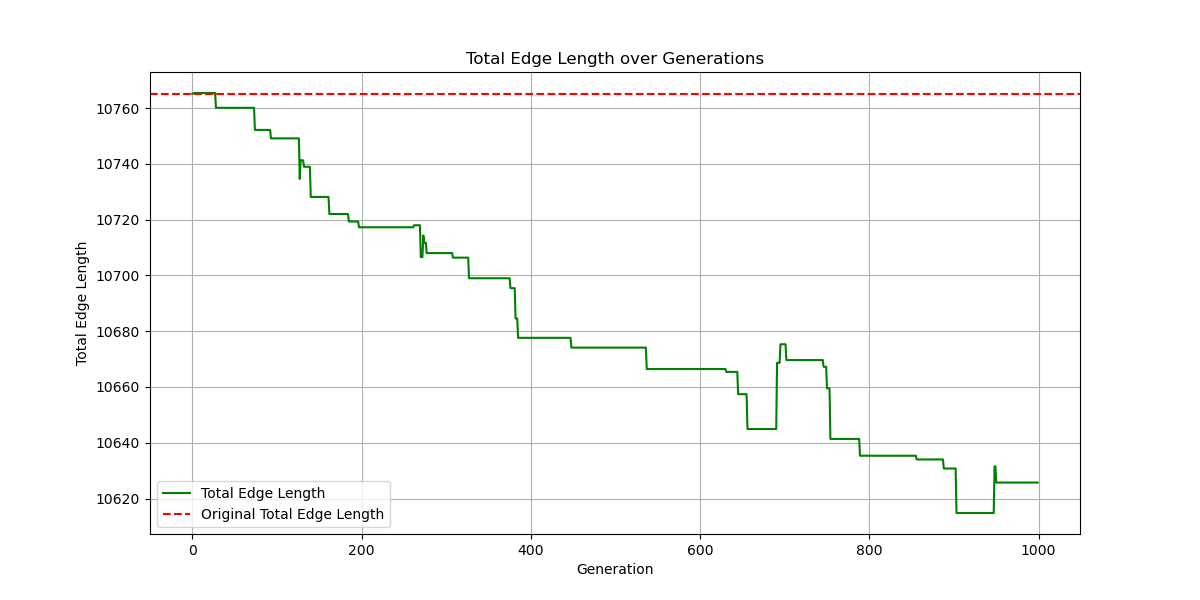 Total Edge Length over Generations
Total Edge Length
10760
10740
10720
10700
10680
10660
10640
10620
Total Edge Length
Original Total Edge Length
0 200 400 600 800 1000
Generation